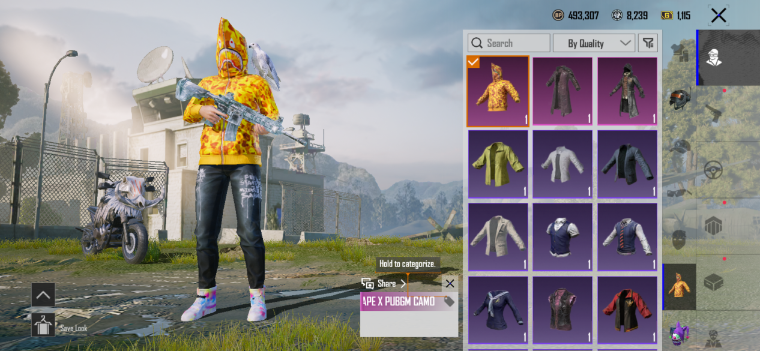 493,307 8,239 1,115
Search By Quality
1 1 1
1 1 1
1 1 1
1 1 1
Hold to categorize.
Share
APE X PUBGM CAMO
Save Look